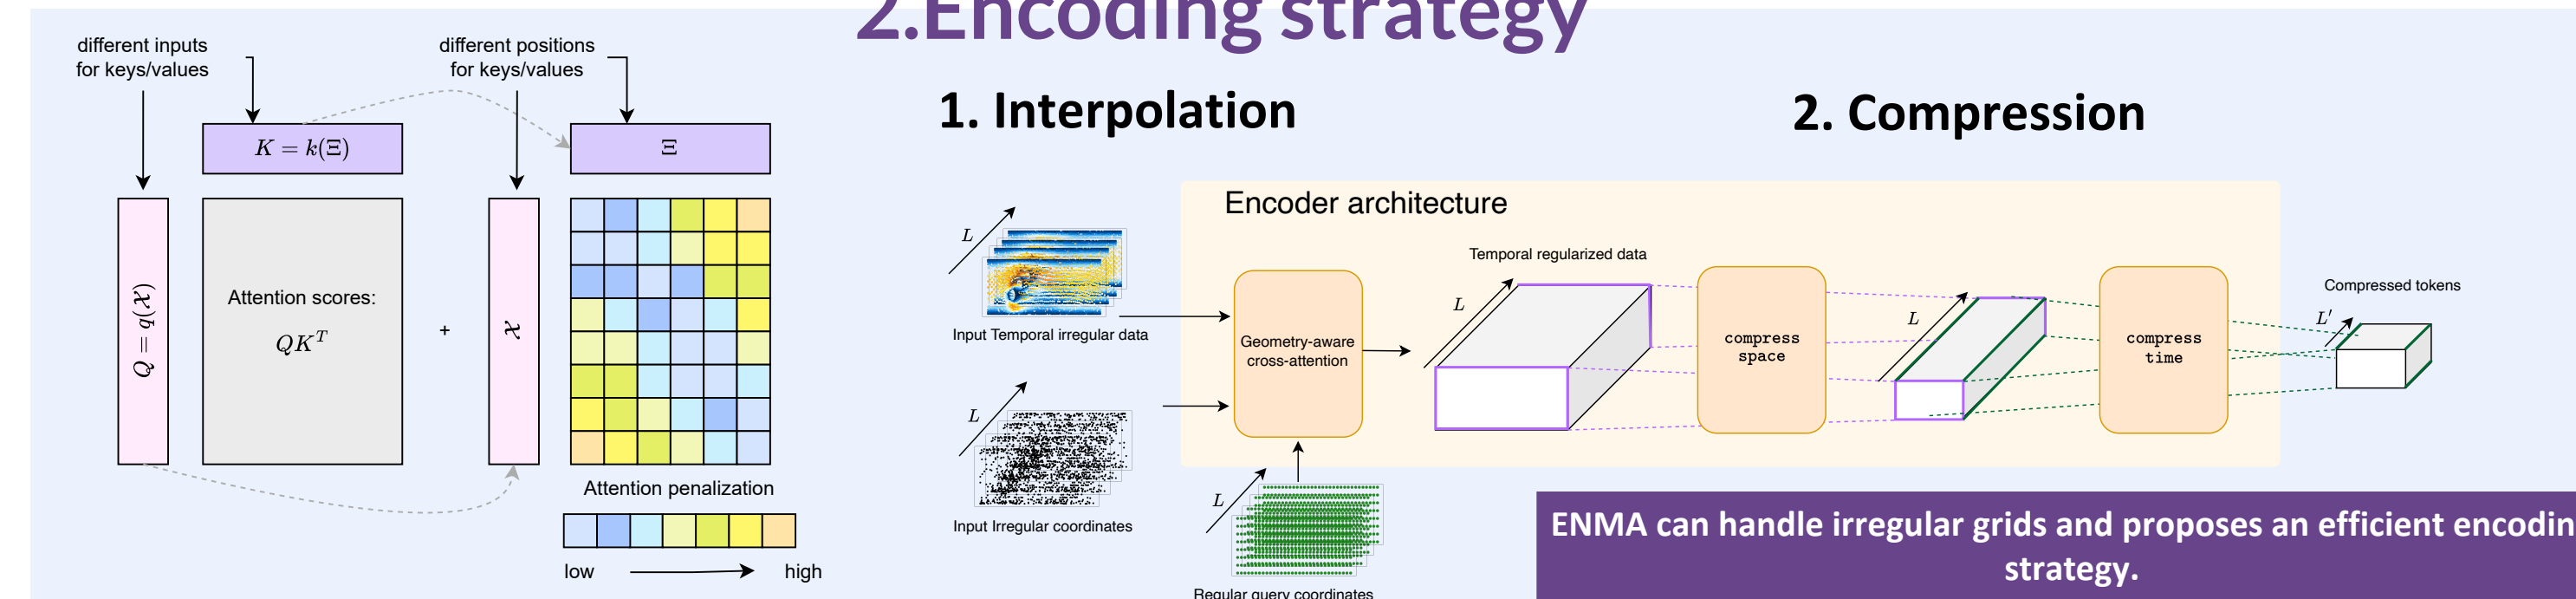 2.Encoding strategy
different inputs
for keys/values
different positions
for keys/values
K = k(Ξ)
Ξ
Q = q(𝒳)
Attention scores:
QK^T
+
𝒳
Attention penalization
low
high
1. Interpolation
2. Compression
Encoder architecture
L
Input Temporal irregular data
L
Input Irregular coordinates
L
Regular query coordinates
Geometry-aware
cross-attention
Temporal regularized data
L
compress
space
L
compress
time
Compressed tokens
L'
ENMA can handle irregular grids and proposes an efficient encodin
strategy.